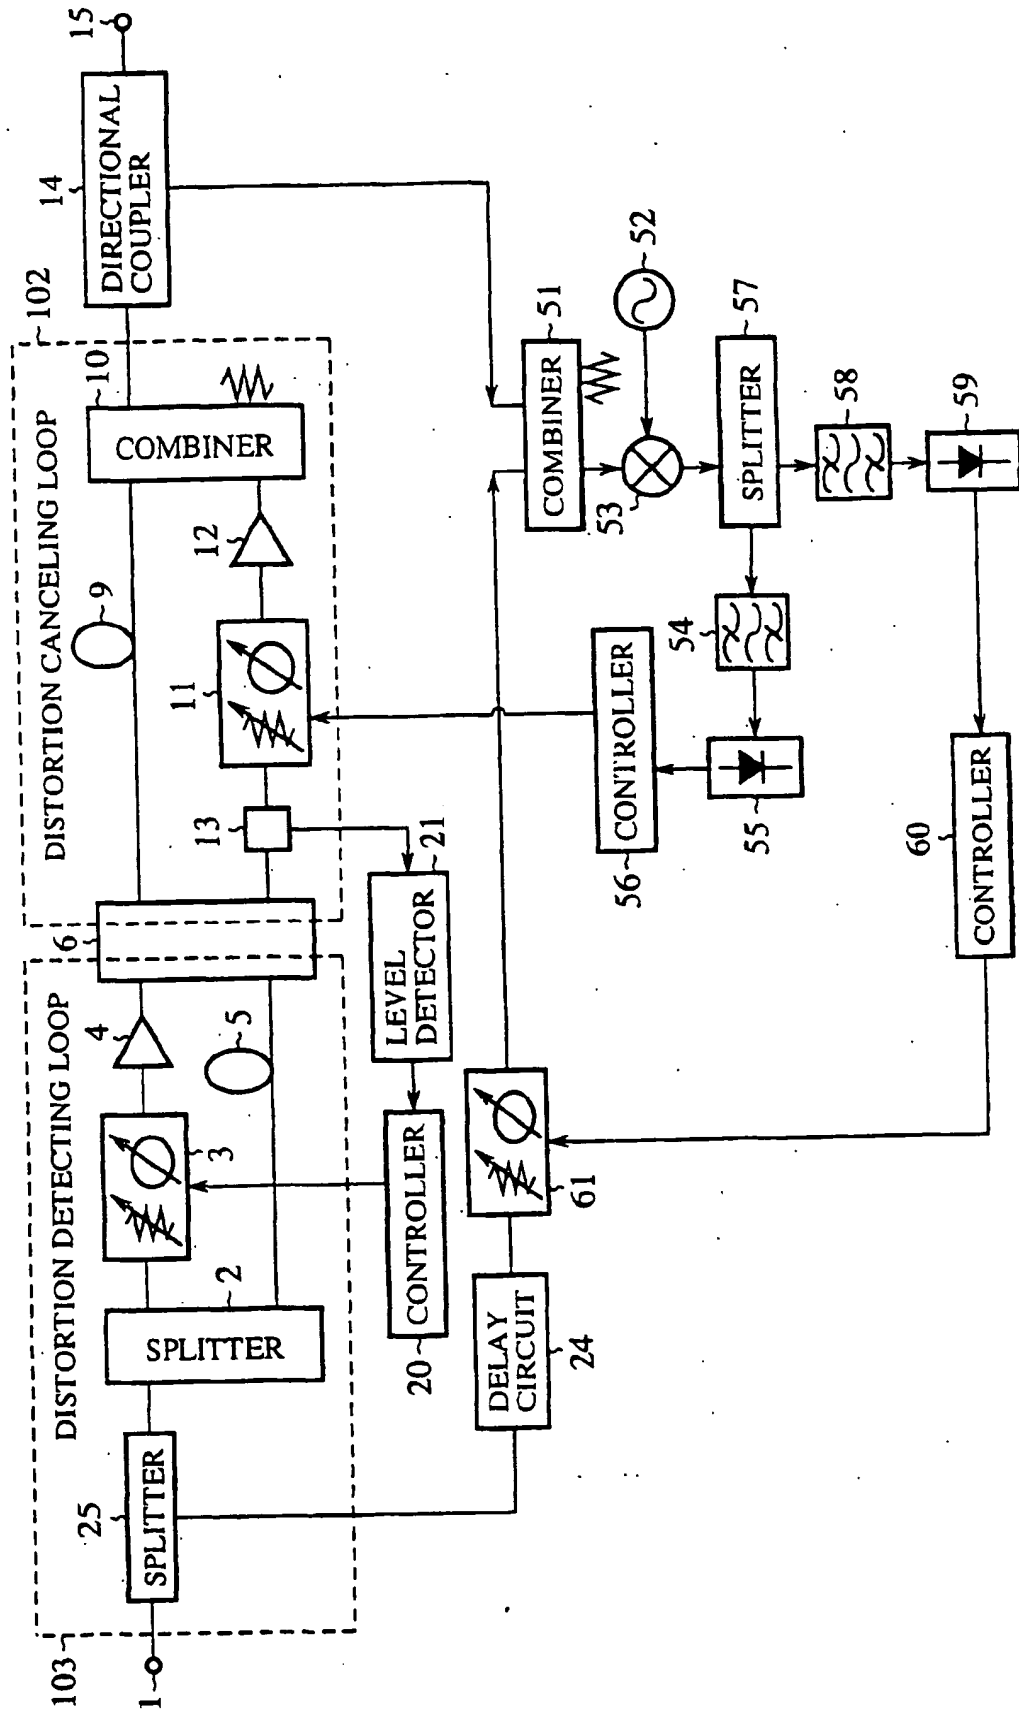 103
DISTORTION DETECTING LOOP
DISTORTION CANCELING LOOP
102
1
25
SPLITTER
SPLITTER
2
3
4
5
6
9
13
11
12
10
COMBINER
14
DIRECTIONAL
COUPLER
15
20
CONTROLLER
LEVEL
DETECTOR
21
DELAY
CIRCUIT
24
61
56
CONTROLLER
55
54
COMBINER
51
53
52
SPLITTER
57
58
59
60
CONTROLLER